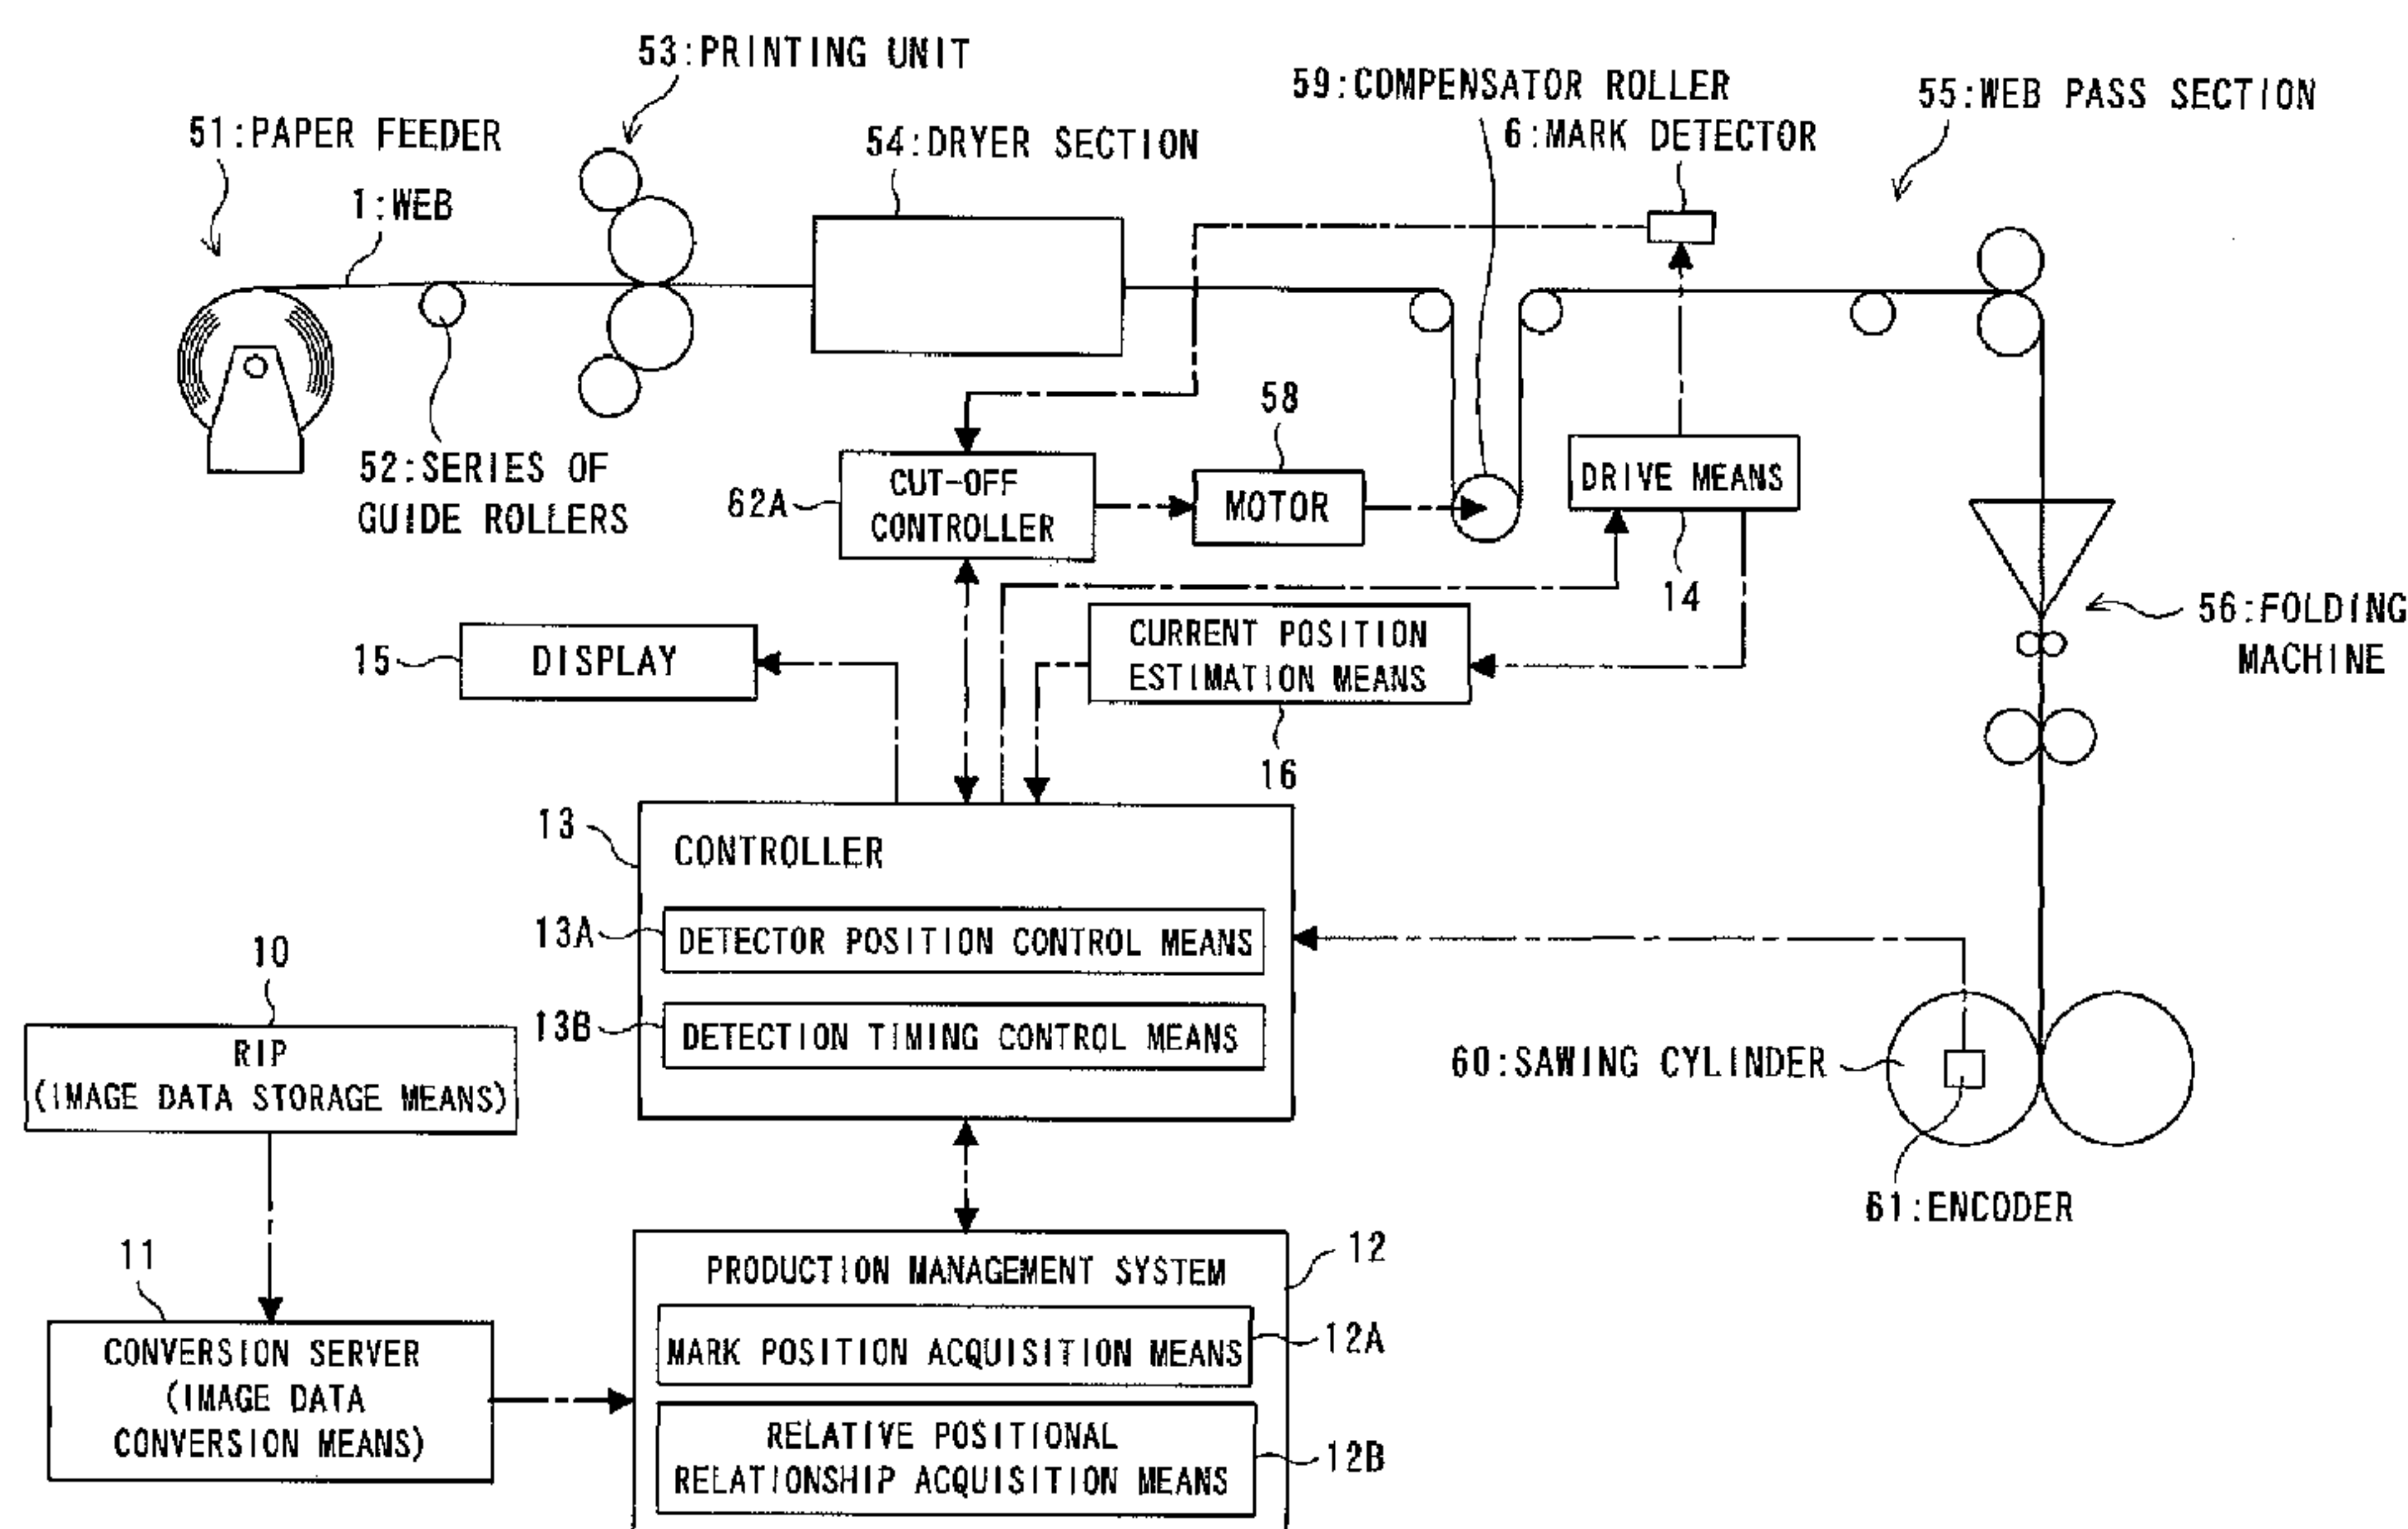 53:PRINTING UNIT
59:COMPENSATOR ROLLER
55:WEB PASS SECTION
51:PAPER FEEDER
54:DRYER SECTION
6:MARK DETECTOR
1:WEB
58
52:SERIES OF
GUIDE ROLLERS
62A
CUT-OFF
CONTROLLER
MOTOR
DRIVE MEANS
14
56:FOLDING
MACHINE
15
DISPLAY
CURRENT POSITION
ESTIMATION MEANS
16
13
CONTROLLER
13A
DETECTOR POSITION CONTROL MEANS
13B
DETECTION TIMING CONTROL MEANS
10
RIP
(IMAGE DATA STORAGE MEANS)
60:SAWING CYLINDER
61:ENCODER
11
CONVERSION SERVER
(IMAGE DATA
CONVERSION MEANS)
12
PRODUCTION MANAGEMENT SYSTEM
MARK POSITION ACQUISITION MEANS
12A
RELATIVE POSITIONAL
RELATIONSHIP ACQUISITION MEANS
12B